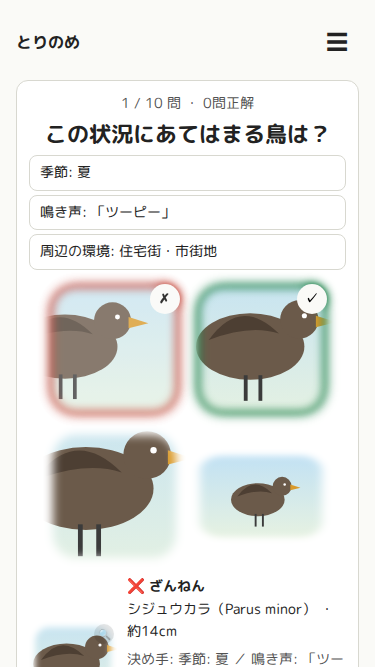 とりのめ
1 / 10 問 · 0問正解
この状況にあてはまる鳥は？
季節: 夏
鳴き声: 「ツーピー」
周辺の環境: 住宅街・市街地
✗ ✓
❌ ざんねん
シジュウカラ（Parus minor） ·
約14cm
決め手: 季節: 夏 ／ 鳴き声: 「ツー